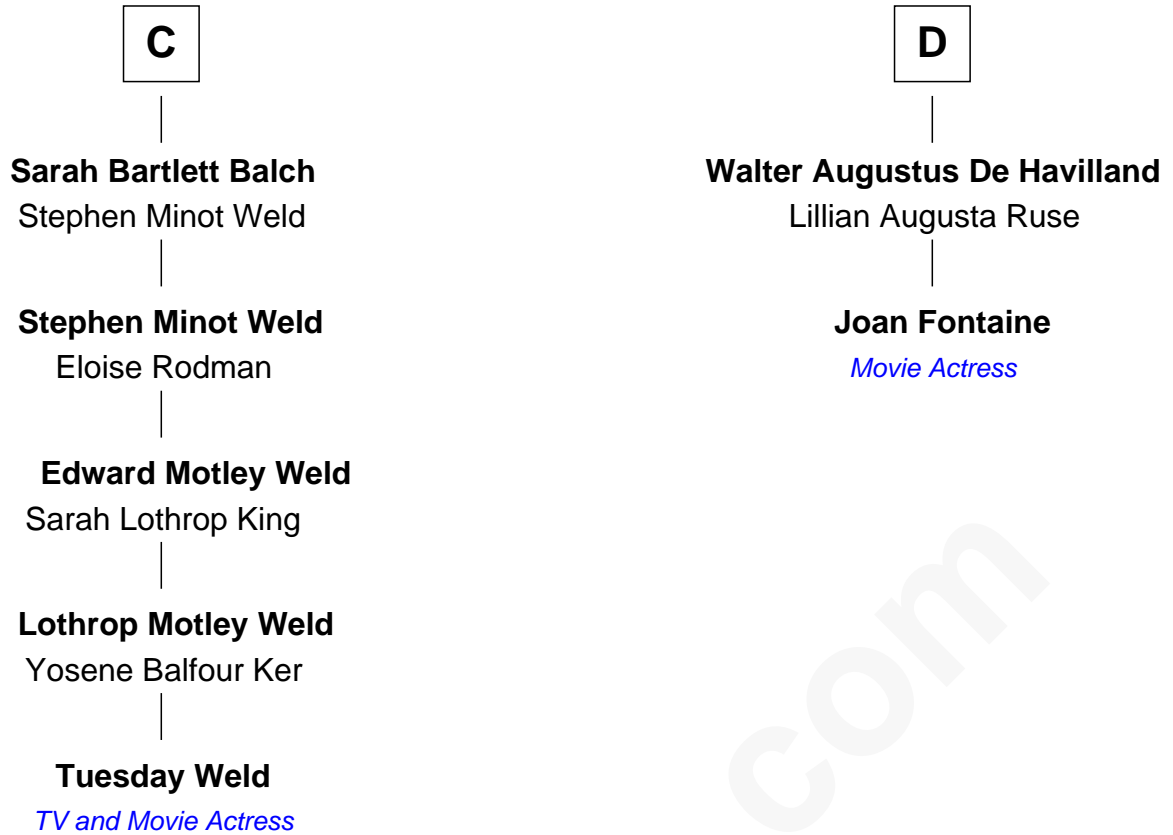 C
Sarah Bartlett Balch
Stephen Minot Weld
Stephen Minot Weld
Eloise Rodman
Edward Motley Weld
Sarah Lothrop King
Lothrop Motley Weld
Yosene Balfour Ker
Tuesday Weld
TV and Movie Actress
D
Walter Augustus De Havilland
Lillian Augusta Ruse
Joan Fontaine
Movie Actress
com